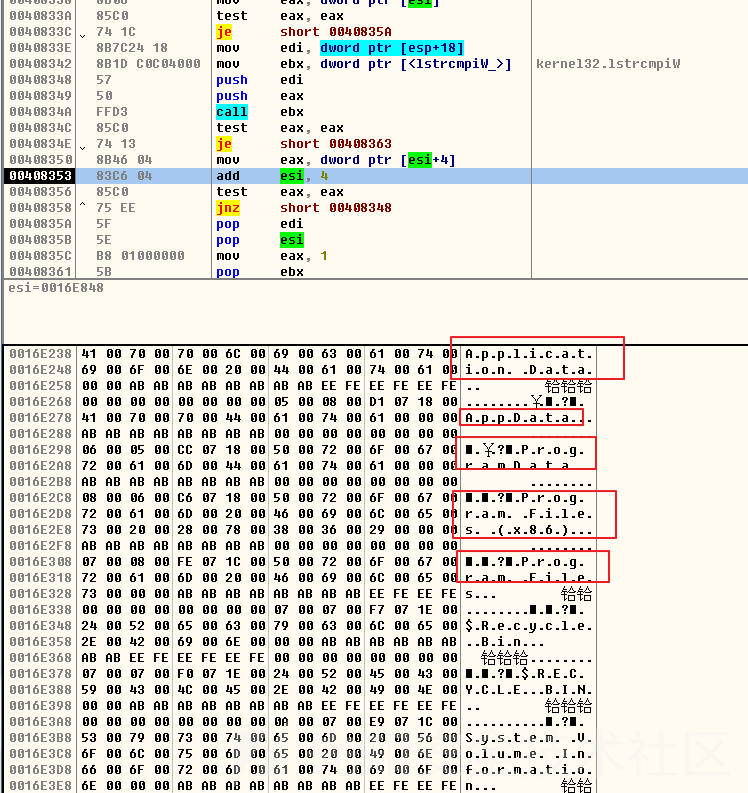 mov eax, dword ptr [esi]
0040833A 85C0 test eax, eax
0040833C 74 1C je short 0040835A
0040833E 8B7C24 18 mov edi, dword ptr [esp+18]
00408342 8B1D C0C04000 mov ebx, dword ptr [<lstrcmpiW_>] kernel32.lstrcmpiW
00408348 57 push edi
00408349 50 push eax
0040834A FFD3 call ebx
0040834C 85C0 test eax, eax
0040834E 74 13 je short 00408363
00408350 8B46 04 mov eax, dword ptr [esi+4]
00408353 83C6 04 add esi, 4
00408356 85C0 test eax, eax
00408358 ^ 75 EE jnz short 00408348
0040835A 5F pop edi
0040835B 5E pop esi
0040835C B8 01000000 mov eax, 1
00408361 5B pop ebx
esi=0016E848
0016E238 41 00 70 00 70 00 6C 00 69 00 63 00 61 00 74 00 A.p.p.l.i.c.a.t.
0016E248 69 00 6F 00 6E 00 20 00 44 00 61 00 74 00 61 00 i.o.n. .D.a.t.a.
0016E258 00 00 AB AB AB AB AB AB AB AB EE FE EE FE EE FE .. 铪铪铪
0016E268 00 00 00 00 00 00 00 00 05 00 08 00 D1 07 18 00 ........¥■.?■.
0016E278 41 00 70 00 70 00 44 00 61 00 74 00 61 00 00 00 A.p.p.D.a.t.a...
0016E288 AB AB AB AB AB AB AB AB 00 00 00 00 00 00 00 00 ........
0016E298 06 00 05 00 CC 07 18 00 50 00 72 00 6F 00 67 00 ■.¥?■.P.r.o.g.
0016E2A8 72 00 61 00 6D 00 44 00 61 00 74 00 61 00 00 00 r.a.m.D.a.t.a...
0016E2B8 AB AB AB AB AB AB AB AB 00 00 00 00 00 00 00 00 ........
0016E2C8 08 00 06 00 C6 07 18 00 50 00 72 00 6F 00 67 00 ■.■.?■.P.r.o.g.
0016E2D8 72 00 61 00 6D 00 20 00 46 00 69 00 6C 00 65 00 r.a.m. .F.i.l.e.
0016E2E8 73 00 20 00 28 00 78 00 38 00 36 00 29 00 00 00 s. .(.x.8.6.)...
0016E2F8 AB AB AB AB AB AB AB AB 00 00 00 00 00 00 00 00 ........
0016E308 07 00 08 00 FE 07 1C 00 50 00 72 00 6F 00 67 00 ■.■.?■.P.r.o.g.
0016E318 72 00 61 00 6D 00 20 00 46 00 69 00 6C 00 65 00 r.a.m. .F.i.l.e.
0016E328 73 00 00 00 AB AB AB AB AB AB AB AB EE FE EE FE s... 铪铪
0016E338 00 00 00 00 00 00 00 00 07 00 07 00 F7 07 1E 00 ........■.■.?■.
0016E348 24 00 52 00 65 00 63 00 79 00 63 00 6C 00 65 00 $.R.e.c.y.c.l.e.
0016E358 2E 00 42 00 69 00 6E 00 00 00 AB AB AB AB AB AB ..B.i.n...
0016E368 AB AB EE FE EE FE EE FE 00 00 00 00 00 00 00 00 铪铪铪........
0016E378 07 00 07 00 F0 07 1E 00 24 00 52 00 45 00 43 00 ■.■.?■.$.R.E.C.
0016E388 59 00 43 00 4C 00 45 00 2E 00 42 00 49 00 4E 00 Y.C.L.E...B.I.N.
0016E398 00 00 AB AB AB AB AB AB AB AB EE FE EE FE EE FE .. 铪铪铪
0016E3A8 00 00 00 00 00 00 00 00 0A 00 07 00 E9 07 1C 00 ..........■.?■.
0016E3B8 53 00 79 00 73 00 74 00 65 00 6D 00 20 00 56 00 S.y.s.t.e.m. .V.
0016E3C8 6F 00 6C 00 75 00 6D 00 65 00 20 00 49 00 6E 00 o.l.u.m.e. .I.n.
0016E3D8 66 00 6F 00 72 00 6D 00 61 00 74 00 69 00 6F 00 f.o.r.m.a.t.i.o.
0016E3E8 6E 00 00 00 AB AB AB AB AB AB AB AB EE FE EE FE n... 铪铪
术社区